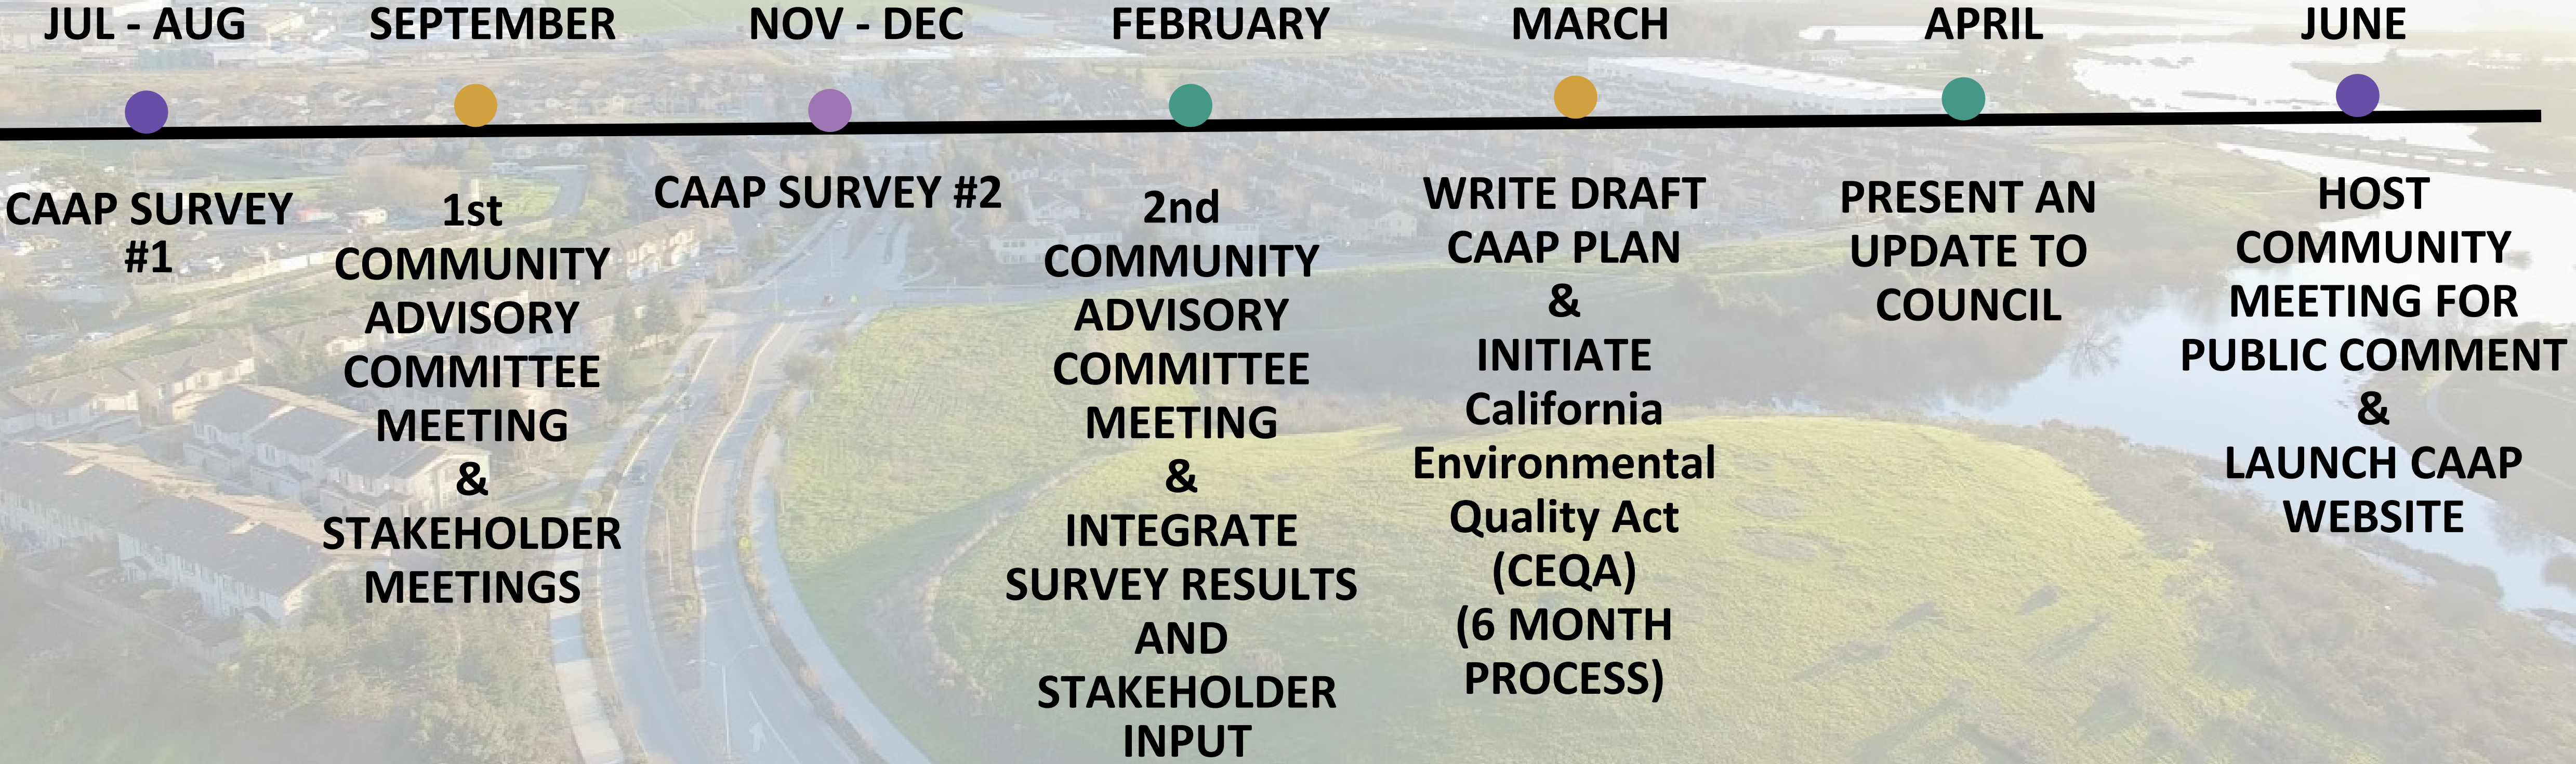 JUL - AUG
SEPTEMBER
NOV - DEC
FEBRUARY
MARCH
APRIL
JUNE
CAAP SURVEY
#1
1st
COMMUNITY
ADVISORY
COMMITTEE
MEETING
&
STAKEHOLDER
MEETINGS
CAAP SURVEY #2
2nd
COMMUNITY
ADVISORY
COMMITTEE
MEETING
&
INTEGRATE
SURVEY RESULTS
AND
STAKEHOLDER
INPUT
WRITE DRAFT
CAAP PLAN
&
INITIATE
California
Environmental
Quality Act
(CEQA)
(6 MONTH
PROCESS)
PRESENT AN
UPDATE TO
COUNCIL
HOST
COMMUNITY
MEETING FOR
PUBLIC COMMENT
&
LAUNCH CAAP
WEBSITE